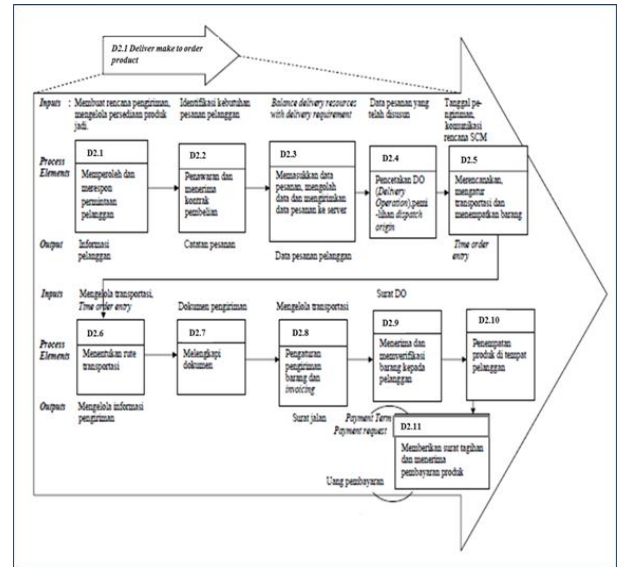 D2.1 Deliver make to order
product
Inputs : Membuat rencana pengiriman,
mengelola persediaan produk
jadi.
Identifikasi kebutuhan
pesanan pelanggan
Balance delivery resources
with delivery requirement
Data pesanan yang
telah disusun
Tanggal pe-
ngiriman,
komunikasi
rencana SCM
Process
Elements
D2.1
Memperoleh dan
merespon
permintaan
pelanggan
D2.2
Penawaran dan
menerima
kontrak
pembelian
D2.3
Memasukkan data
pesanan, mengolah
data dan mengirimkan
data pesanan ke server
D2.4
Pencetakan DO
(Delivery
Operation),pemi
-lihan dispatch
origin
D2.5
Merencanakan,
mengatur
transportasi dan
menempatkan barang
Output
Informasi
pelanggan
Catatan pesanan
Data pesanan pelanggan
Time order
entry
Inputs
Mengelola transportasi,
Time order entry
Dokumen pengiriman
Mengelola transportasi
Surat DO
Process
Elements
D2.6
Menentukan rute
transportasi
D2.7
Melengkapi
dokumen
D2.8
Pengaturan
pengiriman
barang dan
invoicing
D2.9
Menerima dan
memverifikasi
barang kepada
pelanggan
D2.10
Penempatan
produk di tempat
pelanggan
Outputs
Mengelola informasi
pengiriman
Surat jalan
Payment Term
Payment request
D2.11
Memberikan surat tagihan
dan menerima
pembayaran produk
Uang pembayaran